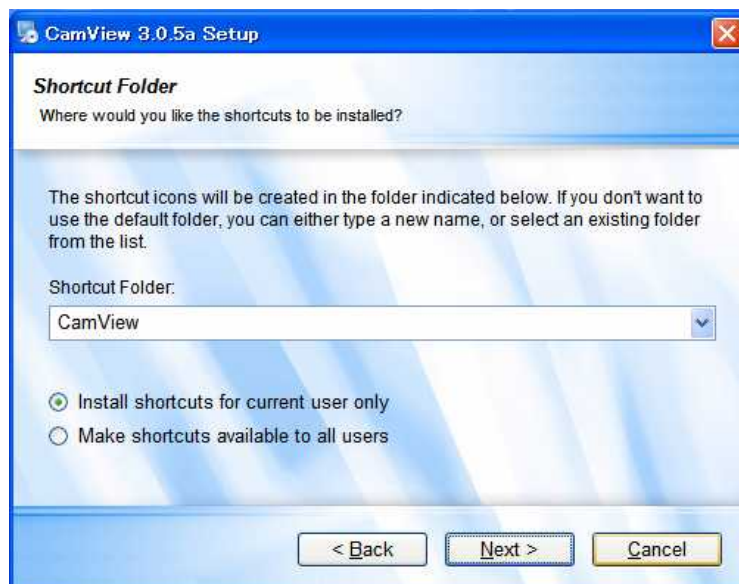 CamView 3.0.5a Setup
Shortcut Folder
Where would you like the shortcuts to be installed?
The shortcut icons will be created in the folder indicated below. If you don't want to
use the default folder, you can either type a new name, or select an existing folder
from the list.
Shortcut Folder:
CamView
Install shortcuts for current user only
Make shortcuts available to all users
< Back
Next >
Cancel